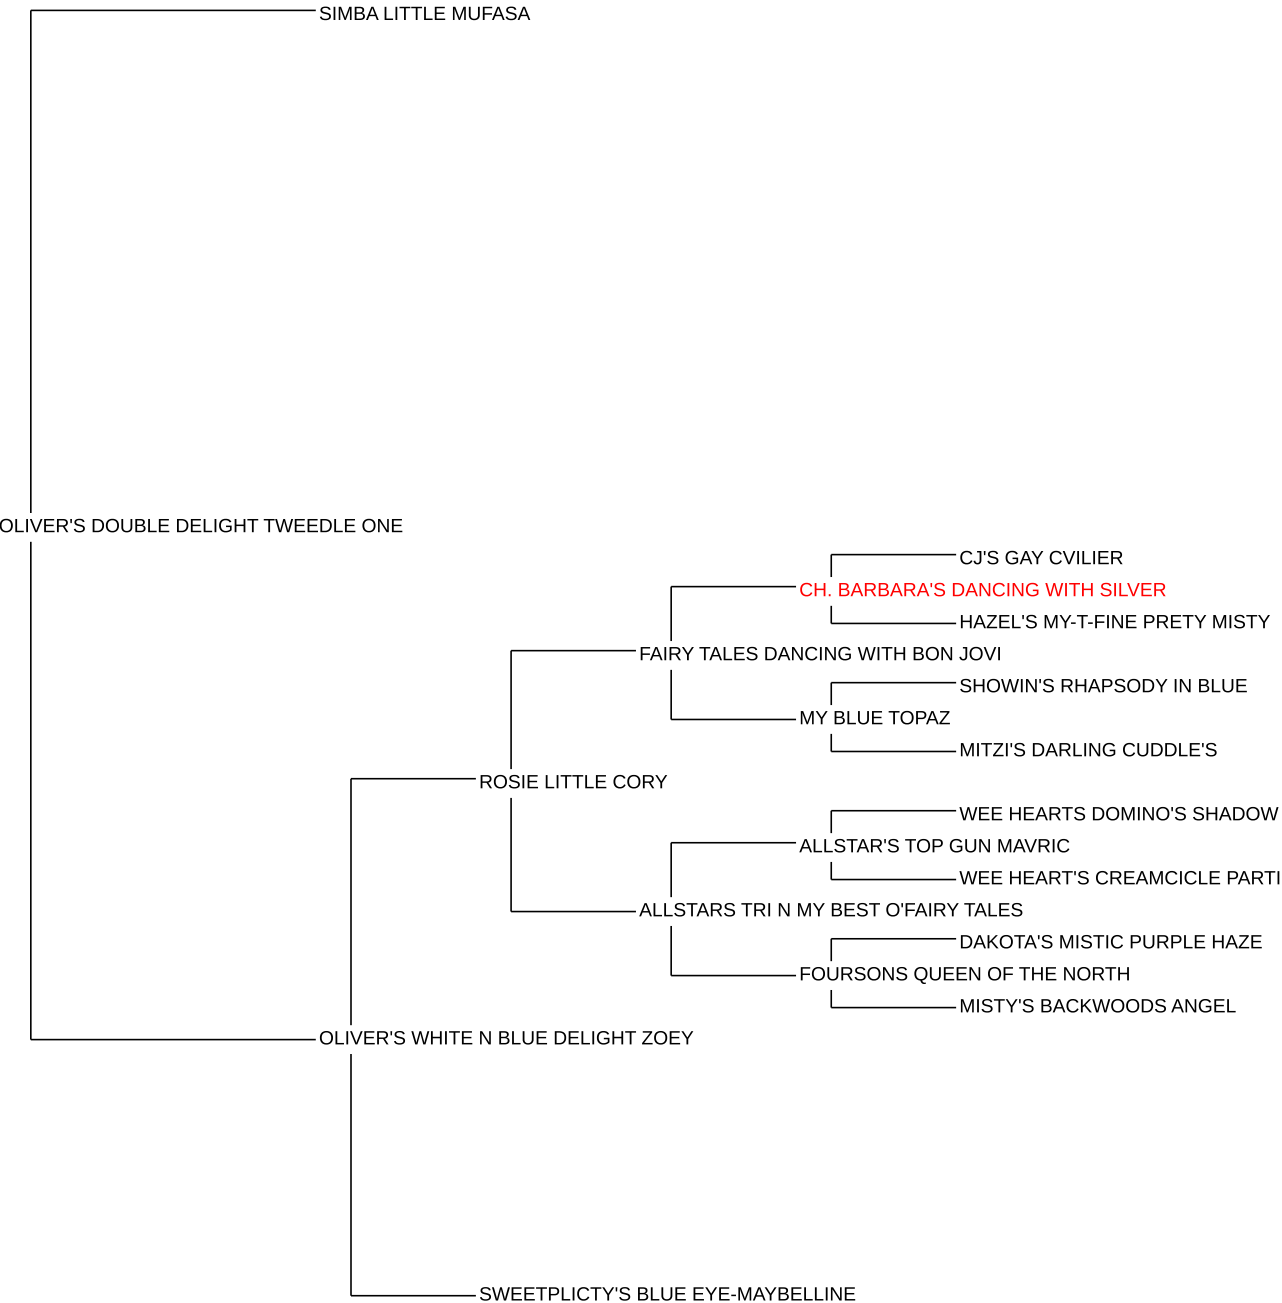 SIMBA LITTLE MUFASA
OLIVER'S DOUBLE DELIGHT TWEEDLE ONE
CJ'S GAY CVILIER
CH. BARBARA'S DANCING WITH SILVER
HAZEL'S MY-T-FINE PRETY MISTY
FAIRY TALES DANCING WITH BON JOVI
SHOWIN'S RHAPSODY IN BLUE
MY BLUE TOPAZ
MITZI'S DARLING CUDDLE'S
ROSIE LITTLE CORY
WEE HEARTS DOMINO'S SHADOW
ALLSTAR'S TOP GUN MAVRIC
WEE HEART'S CREAMCICLE PARTI
ALLSTARS TRI N MY BEST O'FAIRY TALES
DAKOTA'S MISTIC PURPLE HAZE
FOURSONS QUEEN OF THE NORTH
MISTY'S BACKWOODS ANGEL
OLIVER'S WHITE N BLUE DELIGHT ZOEY
SWEETPLICTY'S BLUE EYE-MAYBELLINE